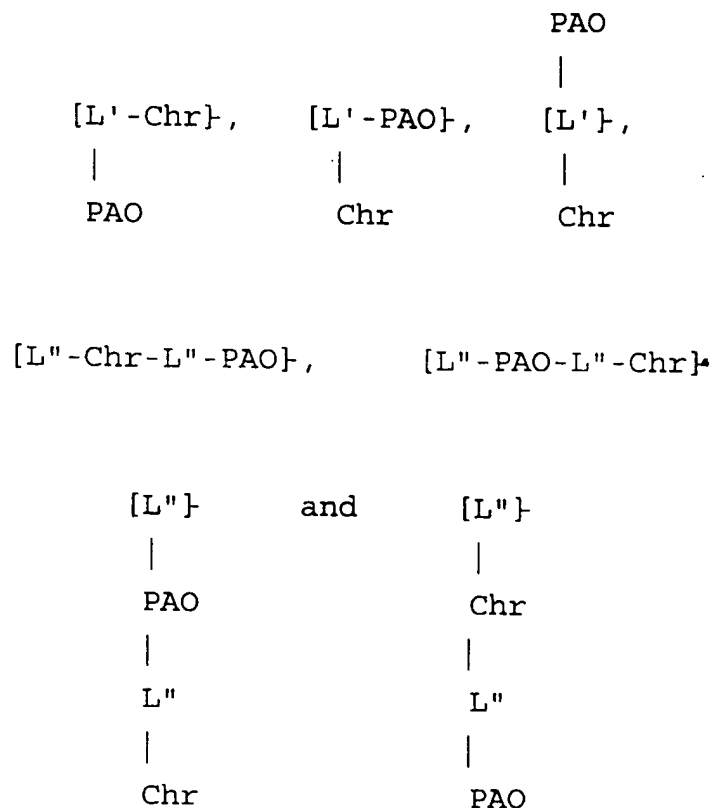 PAO
|
[L'-Chr}-, [L'-PAO}-, [L'}-,
| | |
PAO Chr Chr
[L"-Chr-L"-PAO}-, [L"-PAO-L"-Chr}-
[L"}- and [L"}-
| |
PAO Chr
| |
L" L"
| |
Chr PAO